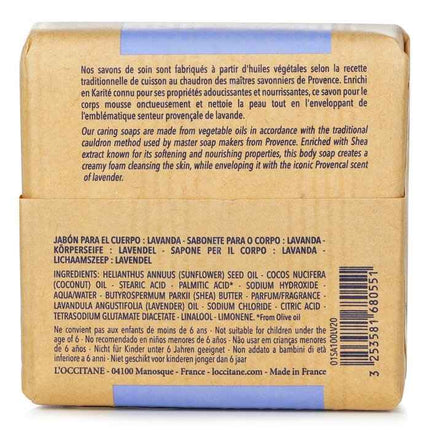 Nos savons de soin sont fabriqués à partir d'huiles végétales selon la recette
traditionnelle de cuisson au chaudron des maîtres savonniers de Provence. Enrichi
en Karité connu pour ses propriétés adoucissantes et nourrissantes, ce savon pour le
corps mousse onctueusement et nettoie la peau tout en l'enveloppant de
l'emblématique senteur provençale de lavande.
Our caring soaps are made from vegetable oils in accordance with the traditional
cauldron method used by master soap makers from Provence. Enriched with Shea
extract known for its softening and nourishing properties, this body soap creates a
creamy foam cleansing the skin, while enveloping it with the iconic Provencal scent
of lavender.
JABÓN PARA EL CUERPO : LAVANDA - SABONETE PARA O CORPO : LAVANDA -
KÖRPERSEIFE : LAVENDEL - SAPONE PER IL CORPO : LAVANDA -
LICHAAMSZEEP : LAVENDEL
INGREDIENTS: HELIANTHUS ANNUUS (SUNFLOWER) SEED OIL - COCOS NUCIFERA
(COCONUT) OIL - STEARIC ACID - PALMITIC ACID* - SODIUM HYDROXIDE -
AQUA/WATER - BUTYROSPERMUM PARKII (SHEA) BUTTER - PARFUM/FRAGRANCE -
LAVANDULA ANGUSTIFOLIA (LAVENDER) OIL - SODIUM CHLORIDE - CITRIC ACID -
TETRASODIUM GLUTAMATE DIACETATE - LINALOOL - LIMONENE. *From Olive oil
Ne convient pas aux enfants de moins de 6 ans - Not suitable for children under the
age of 6 - No recomendado en niños menores de 6 años - Não usar em crianças
menores de 6 anos - Nicht für Kinder unter 6 Jahren geeignet - Non adatto a bambini di età
inferiore ai 6 anni - Niet geschikt voor kinderen jonger dan 6 jaar
L'OCCITANE - 04100 Manosque - France - loccitane.com - Made in France
01SA100LV20
3 253581 680551